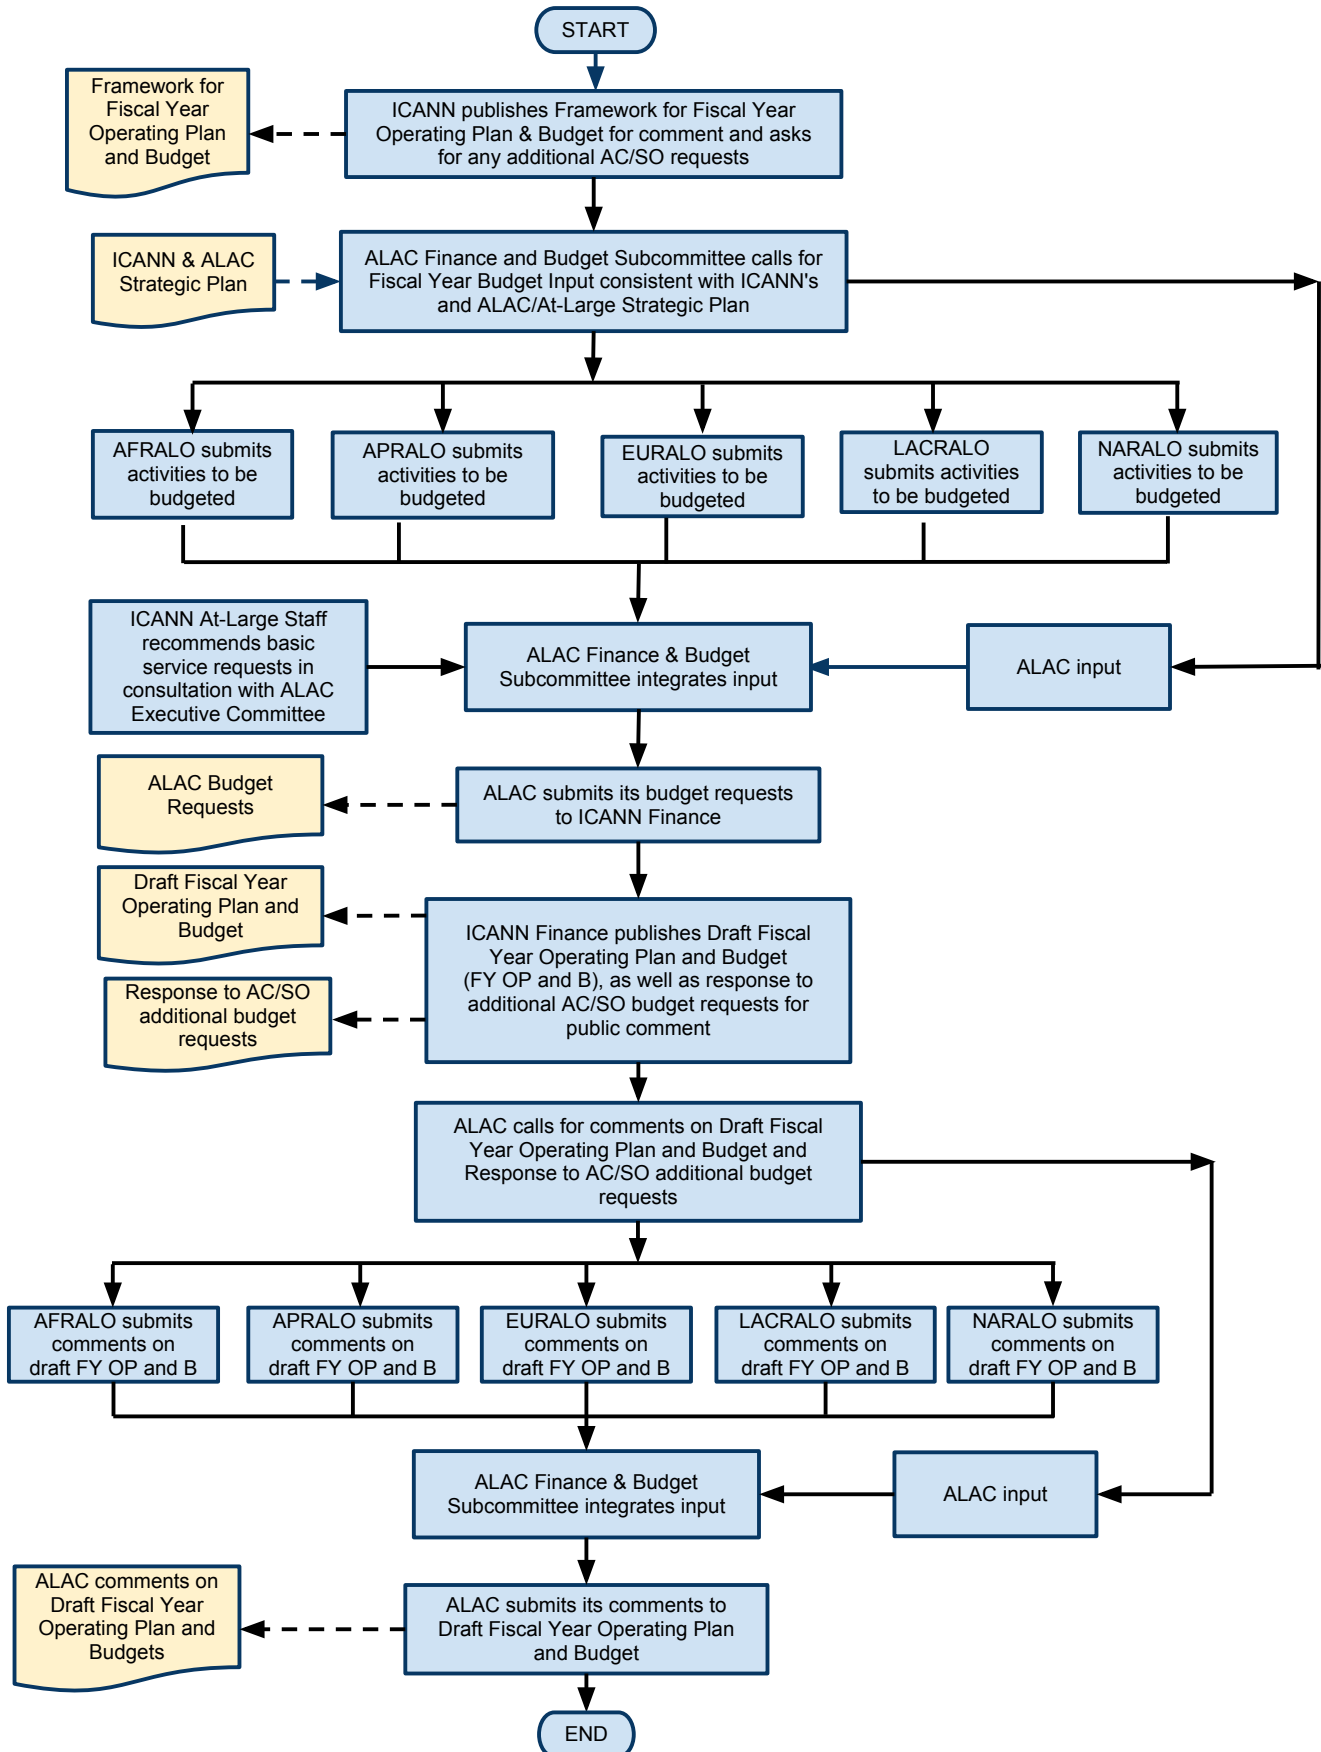 START
Framework for
Fiscal Year
Operating Plan
and Budget
ICANN publishes Framework for Fiscal Year
Operating Plan & Budget for comment and asks
for any additional AC/SO requests
ICANN & ALAC
Strategic Plan
ALAC Finance and Budget Subcommittee calls for
Fiscal Year Budget Input consistent with ICANN's
and ALAC/At-Large Strategic Plan
AFRALO submits
activities to be
budgeted
APRALO submits
activities to be
budgeted
EURALO submits
activities to be
budgeted
LACRALO
submits activities
to be budgeted
NARALO submits
activities to be
budgeted
ICANN At-Large Staff
recommends basic
service requests in
consultation with ALAC
Executive Committee
ALAC Finance & Budget
Subcommittee integrates input
ALAC input
ALAC Budget
Requests
ALAC submits its budget requests
to ICANN Finance
Draft Fiscal Year
Operating Plan and
Budget
Response to AC/SO
additional budget
requests
ICANN Finance publishes Draft Fiscal
Year Operating Plan and Budget
(FY OP and B), as well as response to
additional AC/SO budget requests for
public comment
ALAC calls for comments on Draft Fiscal
Year Operating Plan and Budget and
Response to AC/SO additional budget
requests
AFRALO submits
comments on
draft FY OP and B
APRALO submits
comments on
draft FY OP and B
EURALO submits
comments on
draft FY OP and B
LACRALO submits
comments on
draft FY OP and B
NARALO submits
comments on
draft FY OP and B
ALAC Finance & Budget
Subcommittee integrates input
ALAC input
ALAC comments on
Draft Fiscal Year
Operating Plan and
Budgets
ALAC submits its comments to
Draft Fiscal Year Operating Plan
and Budget
END